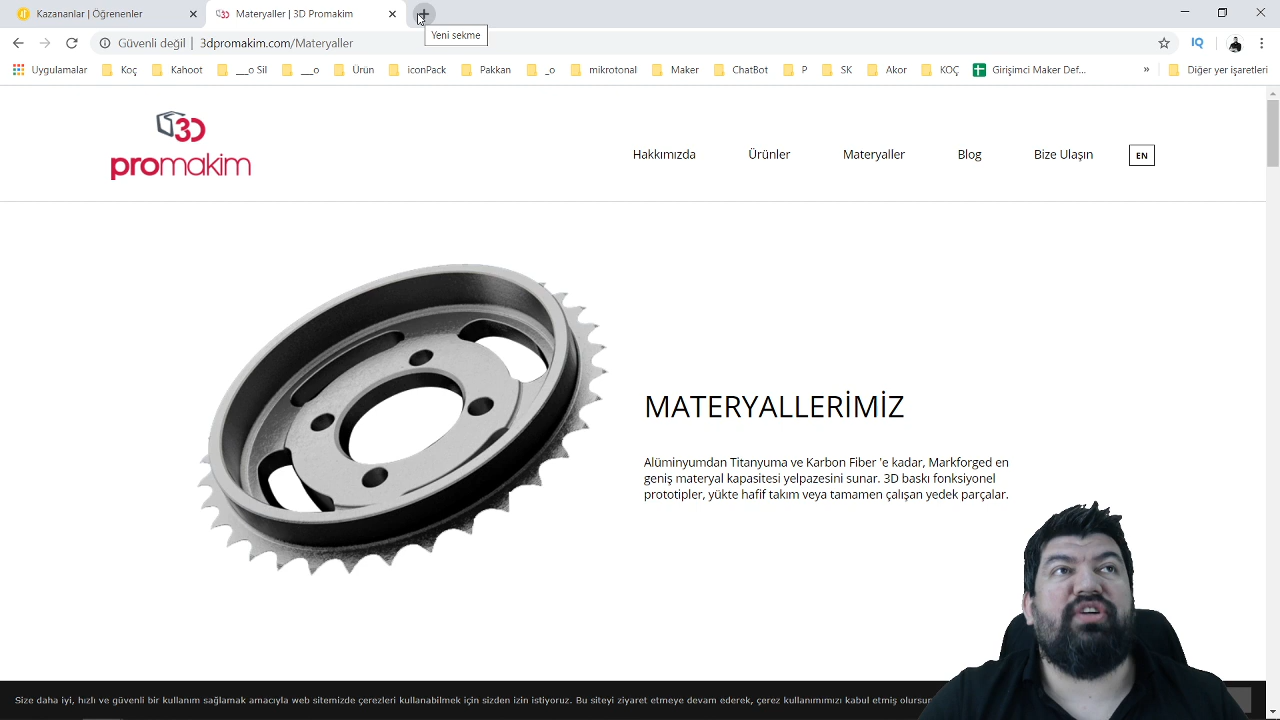 Kazananlar | Öğrenenler
Materyaller | 3D Promakim
Yeni sekme
Güvenli değil | 3dpromakim.com/Materyaller
IQ
Uygulamalar Koç Kahoot ___o Sil ___o Ürün iconPack Pakkan _o mikrotonal Maker ChatBot P SK Akor KOÇ Girişimci Maker Def... » Diğer yer işaretleri
3D
promakim
Hakkımızda Ürünler Materyaller Blog Bize Ulaşın EN
MATERYALLERİMİZ
Alüminyumdan Titanyuma ve Karbon Fiber 'e kadar, Markforged en
geniş materyal kapasitesi yelpazesini sunar. 3D baskı fonksiyonel
prototipler, yükte hafif takım veya tamamen çalışan yedek parçalar.
Size daha iyi, hızlı ve güvenli bir kullanım sağlamak amacıyla web sitemizde çerezleri kullanabilmek için sizden izin istiyoruz. Bu siteyi ziyaret etmeye devam ederek, çerez kullanımımızı kabul etmiş olursun